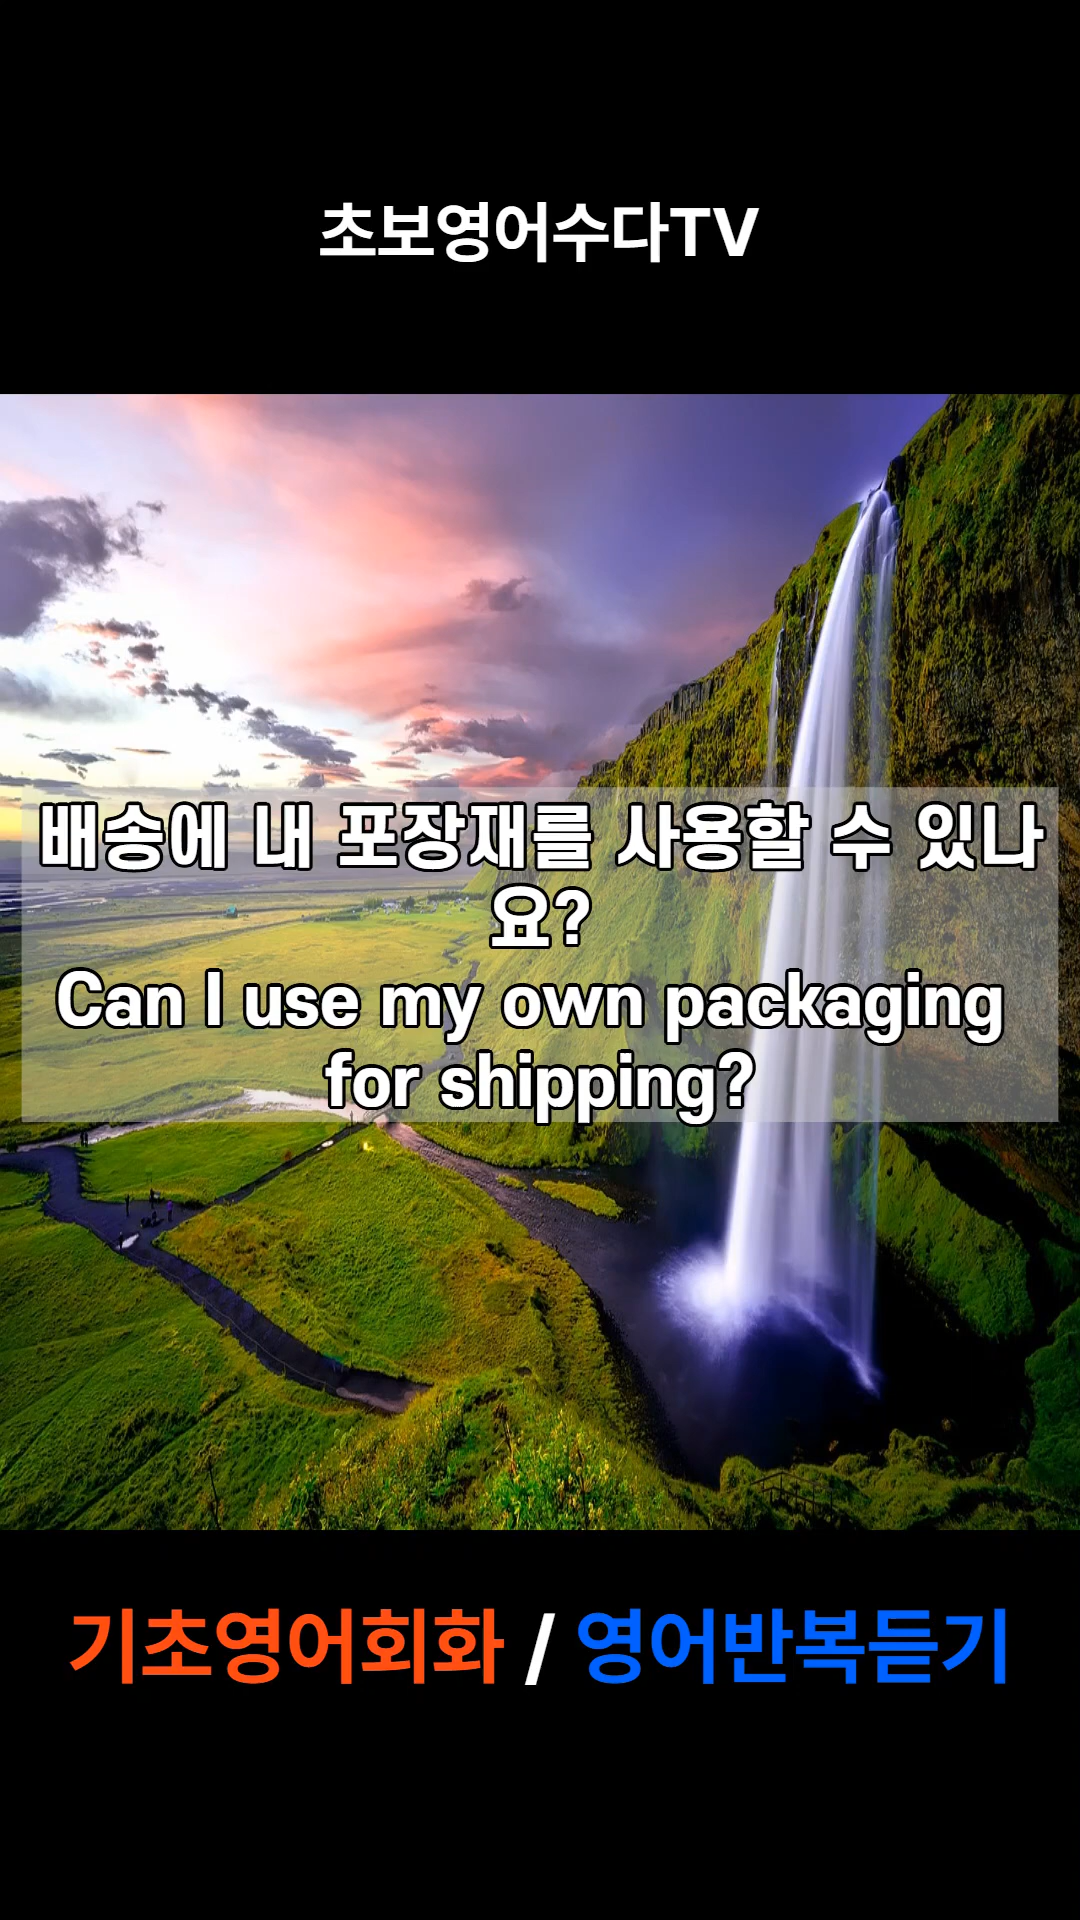 초보영어수다TV
배송에 내 포장재를 사용할 수 있나
요?
Can I use my own packaging
for shipping?
기초영어회화 / 영어반복듣기